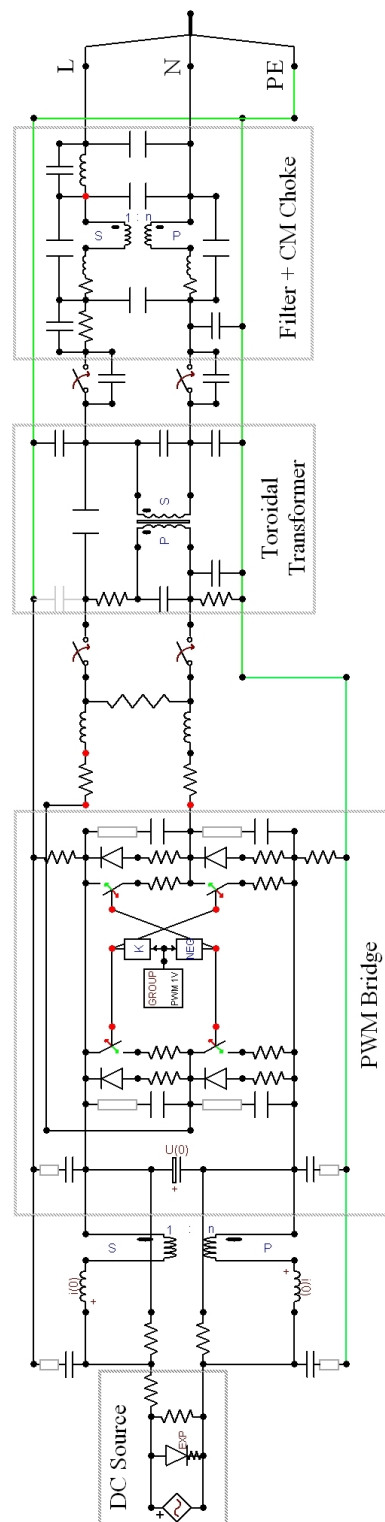 L
N
PE
1 : n
S
P
Filter + CM Choke
S
P
Toroidal
Transformer
K
NEG
GROUP
PWM 1V
PWM Bridge
U(0)
+
1 : n
S
P
i(0)
+
i(0)
+
EXP
+
DC Source